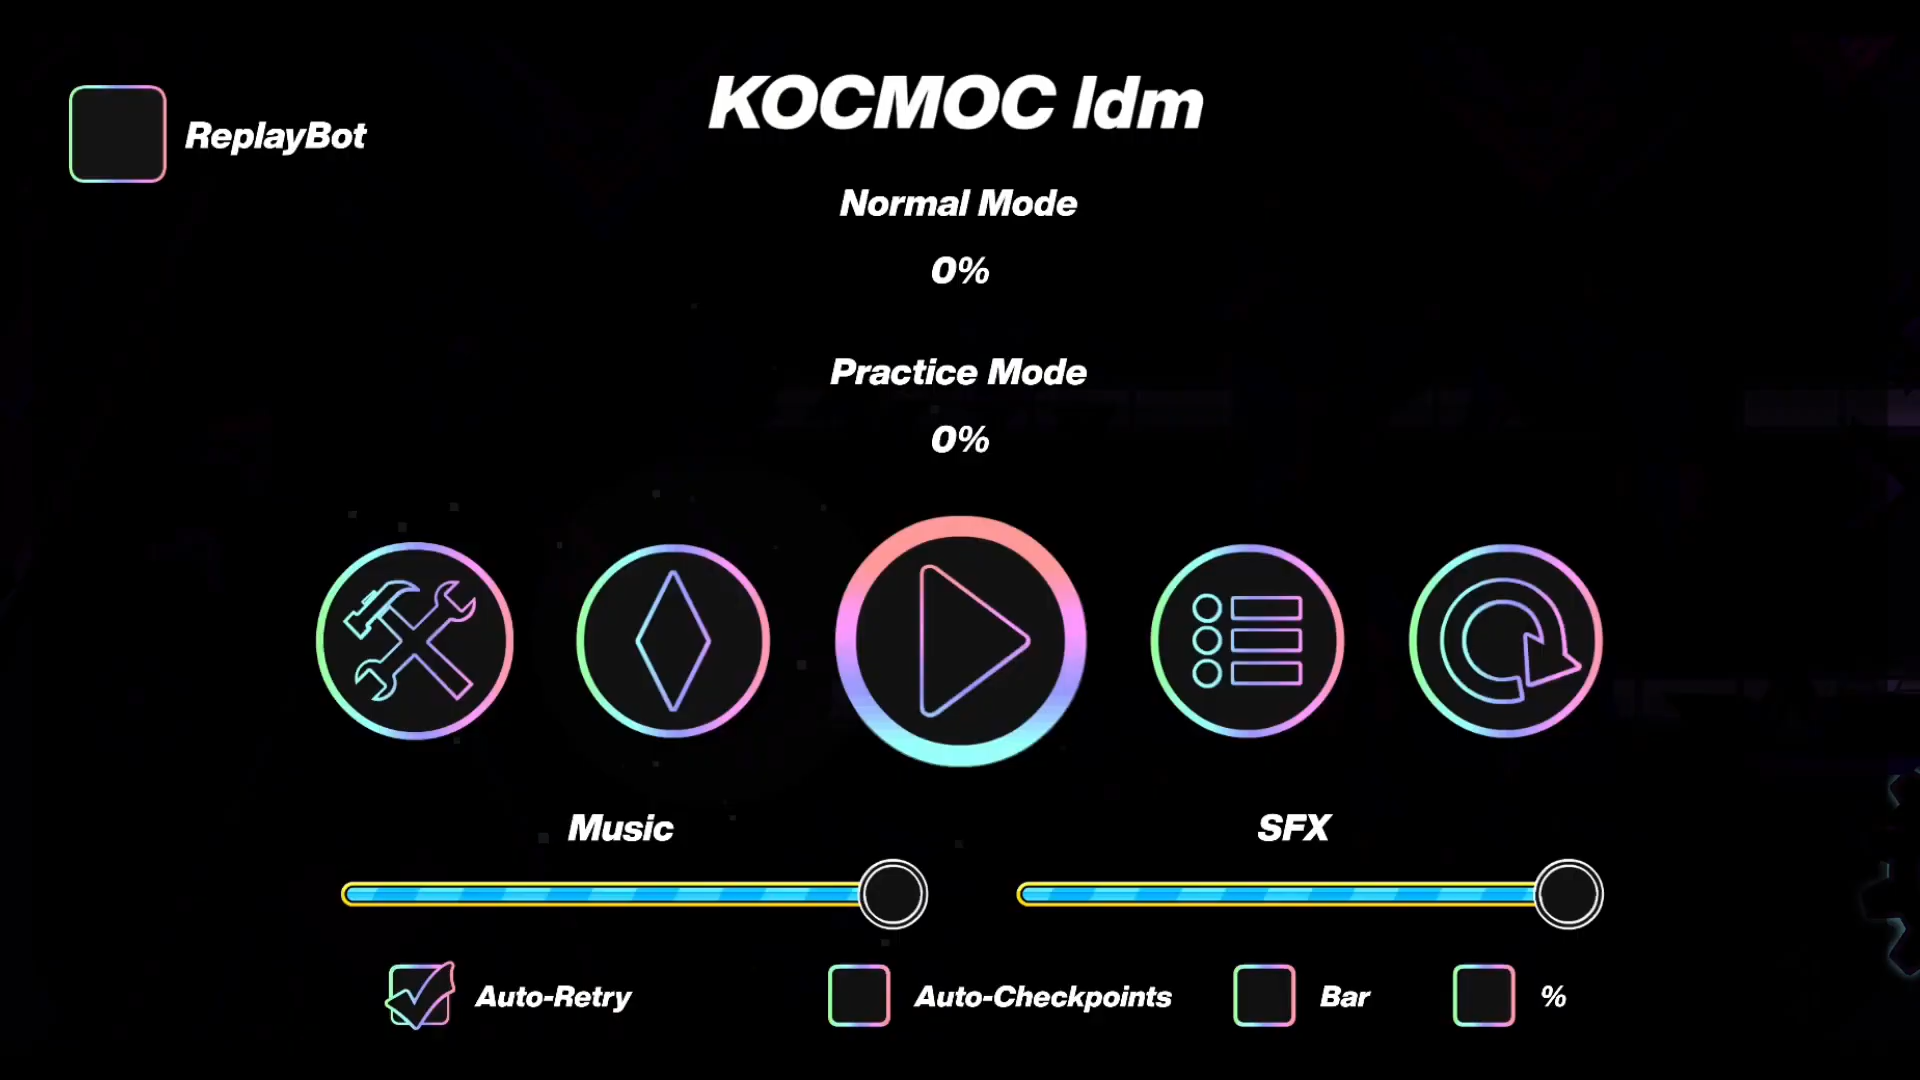 KOCMOC ldm
ReplayBot
Normal Mode
0%
Practice Mode
0%
Music
SFX
Auto-Retry
Auto-Checkpoints
Bar
%